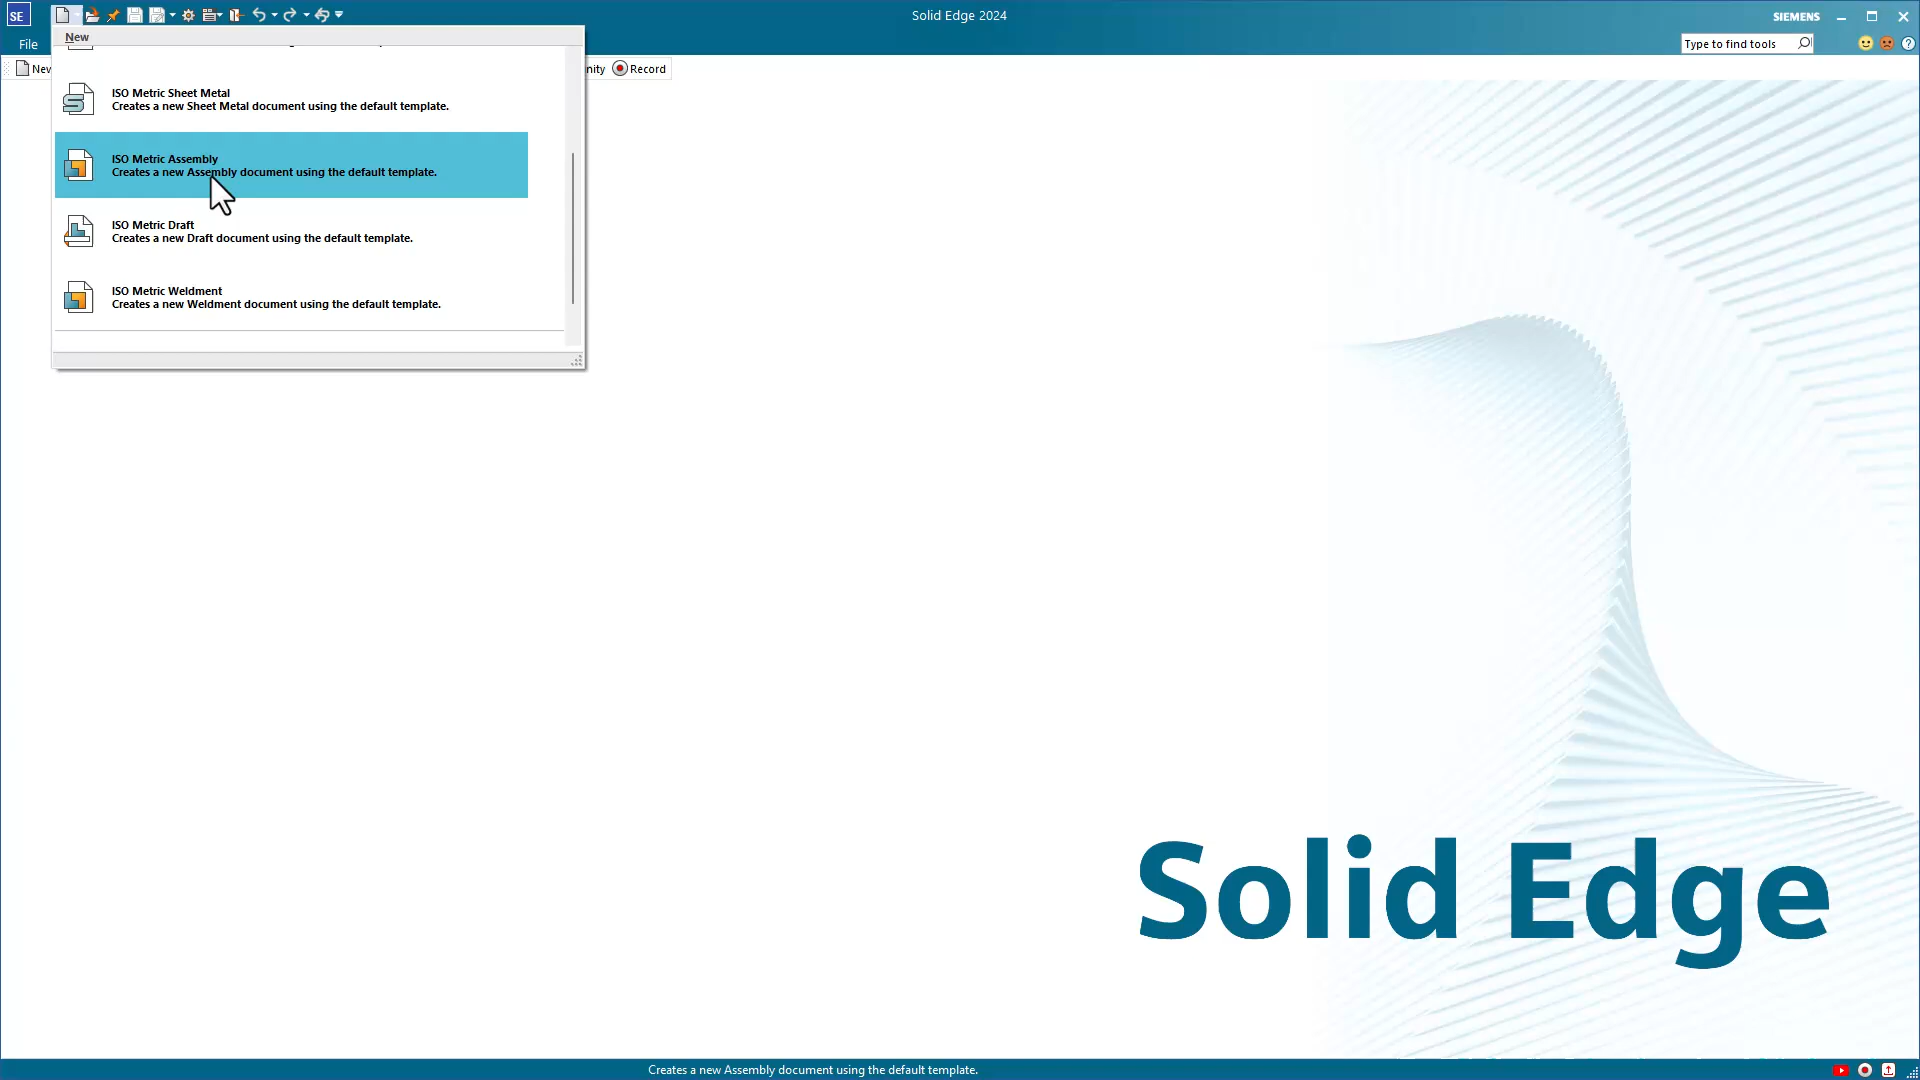 SE
Solid Edge 2024
SIEMENS
File
New
Type to find tools
New
nity
Record
ISO Metric Sheet Metal
Creates a new Sheet Metal document using the default template.
ISO Metric Assembly
Creates a new Assembly document using the default template.
ISO Metric Draft
Creates a new Draft document using the default template.
ISO Metric Weldment
Creates a new Weldment document using the default template.
Solid Edge
Creates a new Assembly document using the default template.